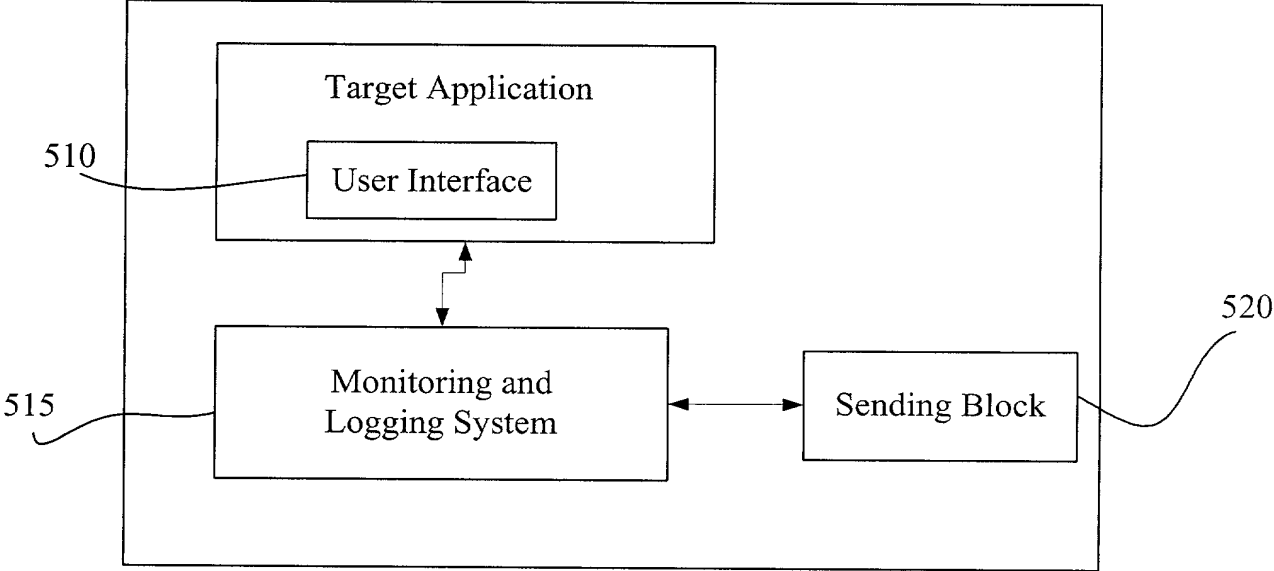 Target Application
510
User Interface
520
Monitoring and
Logging System
515
Sending Block